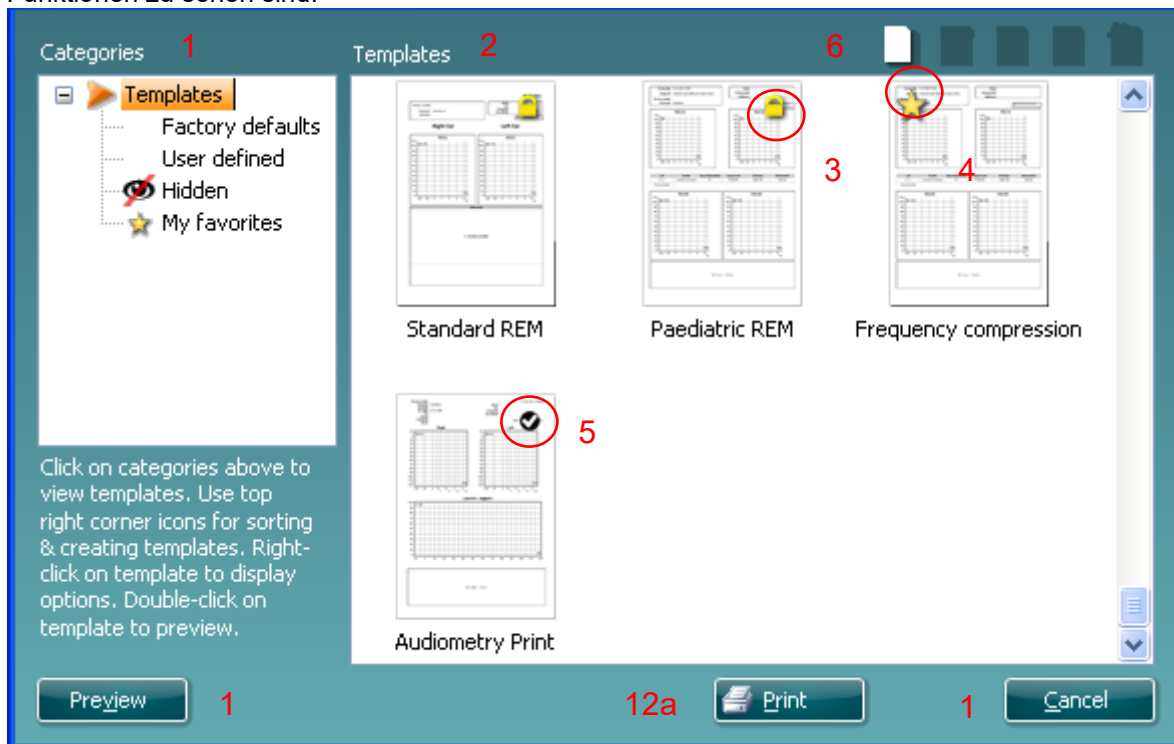 Funktionen zu sehen sind:
Categories 1
Templates 2
6
Templates
Factory defaults
User defined
Hidden
My favorites
3
4
Standard REM
Paediatric REM
Frequency compression
5
Audiometry Print
Click on categories above to
view templates. Use top
right corner icons for sorting
& creating templates. Right-
click on template to display
options. Double-click on
template to preview.
Preview 1
12a Print
1 Cancel